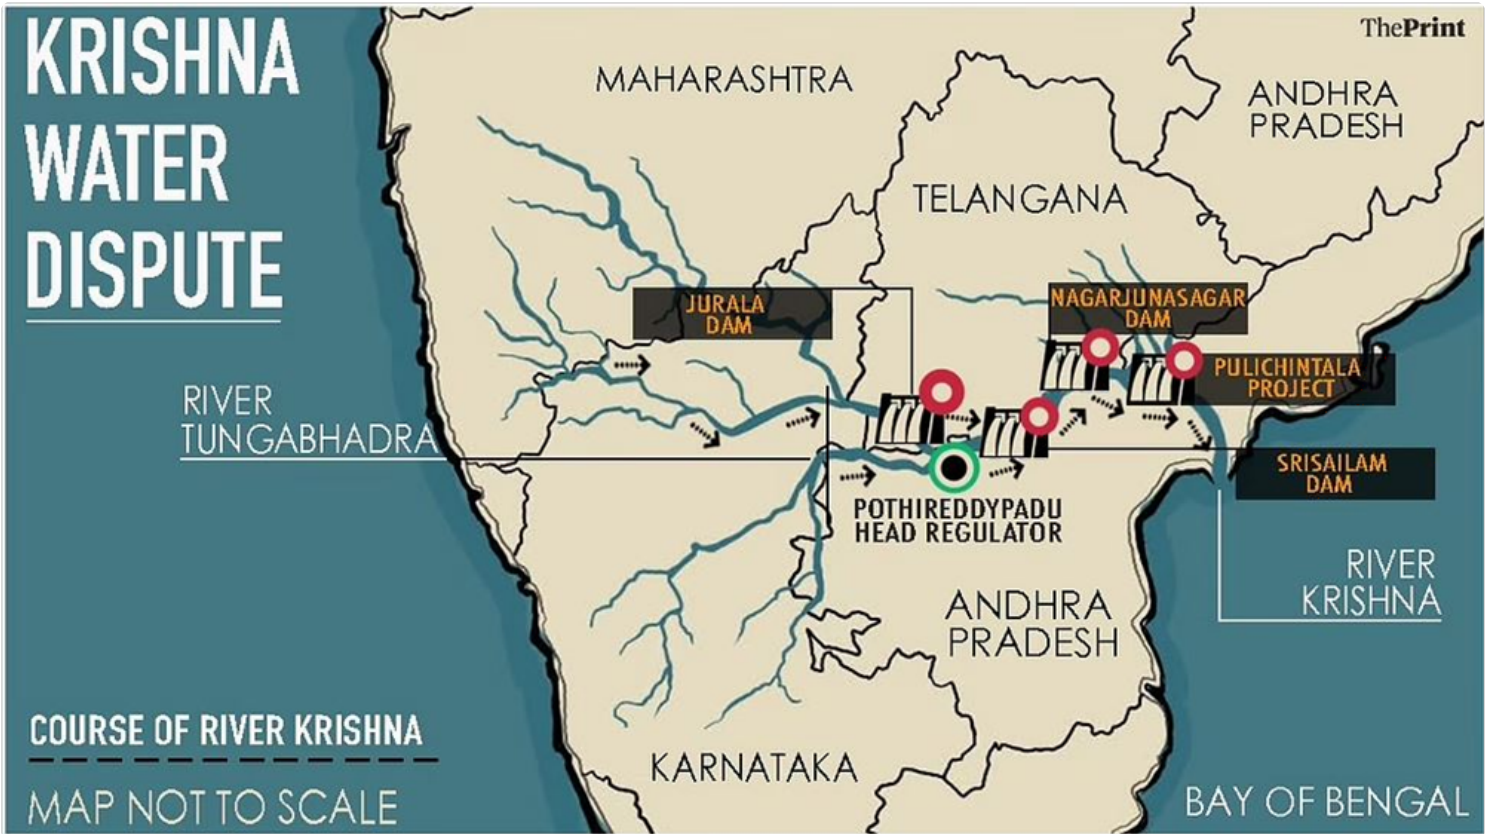 KRISHNA
WATER
DISPUTE
ThePrint
MAHARASHTRA
ANDHRA
PRADESH
TELANGANA
JURALA
DAM
NAGARJUNASAGAR
DAM
PULICHINTALA
PROJECT
RIVER
TUNGABHADRA
SRISAILAM
DAM
POTHIREDDYPADU
HEAD REGULATOR
RIVER
KRISHNA
ANDHRA
PRADESH
COURSE OF RIVER KRISHNA
KARNATAKA
MAP NOT TO SCALE
BAY OF BENGAL